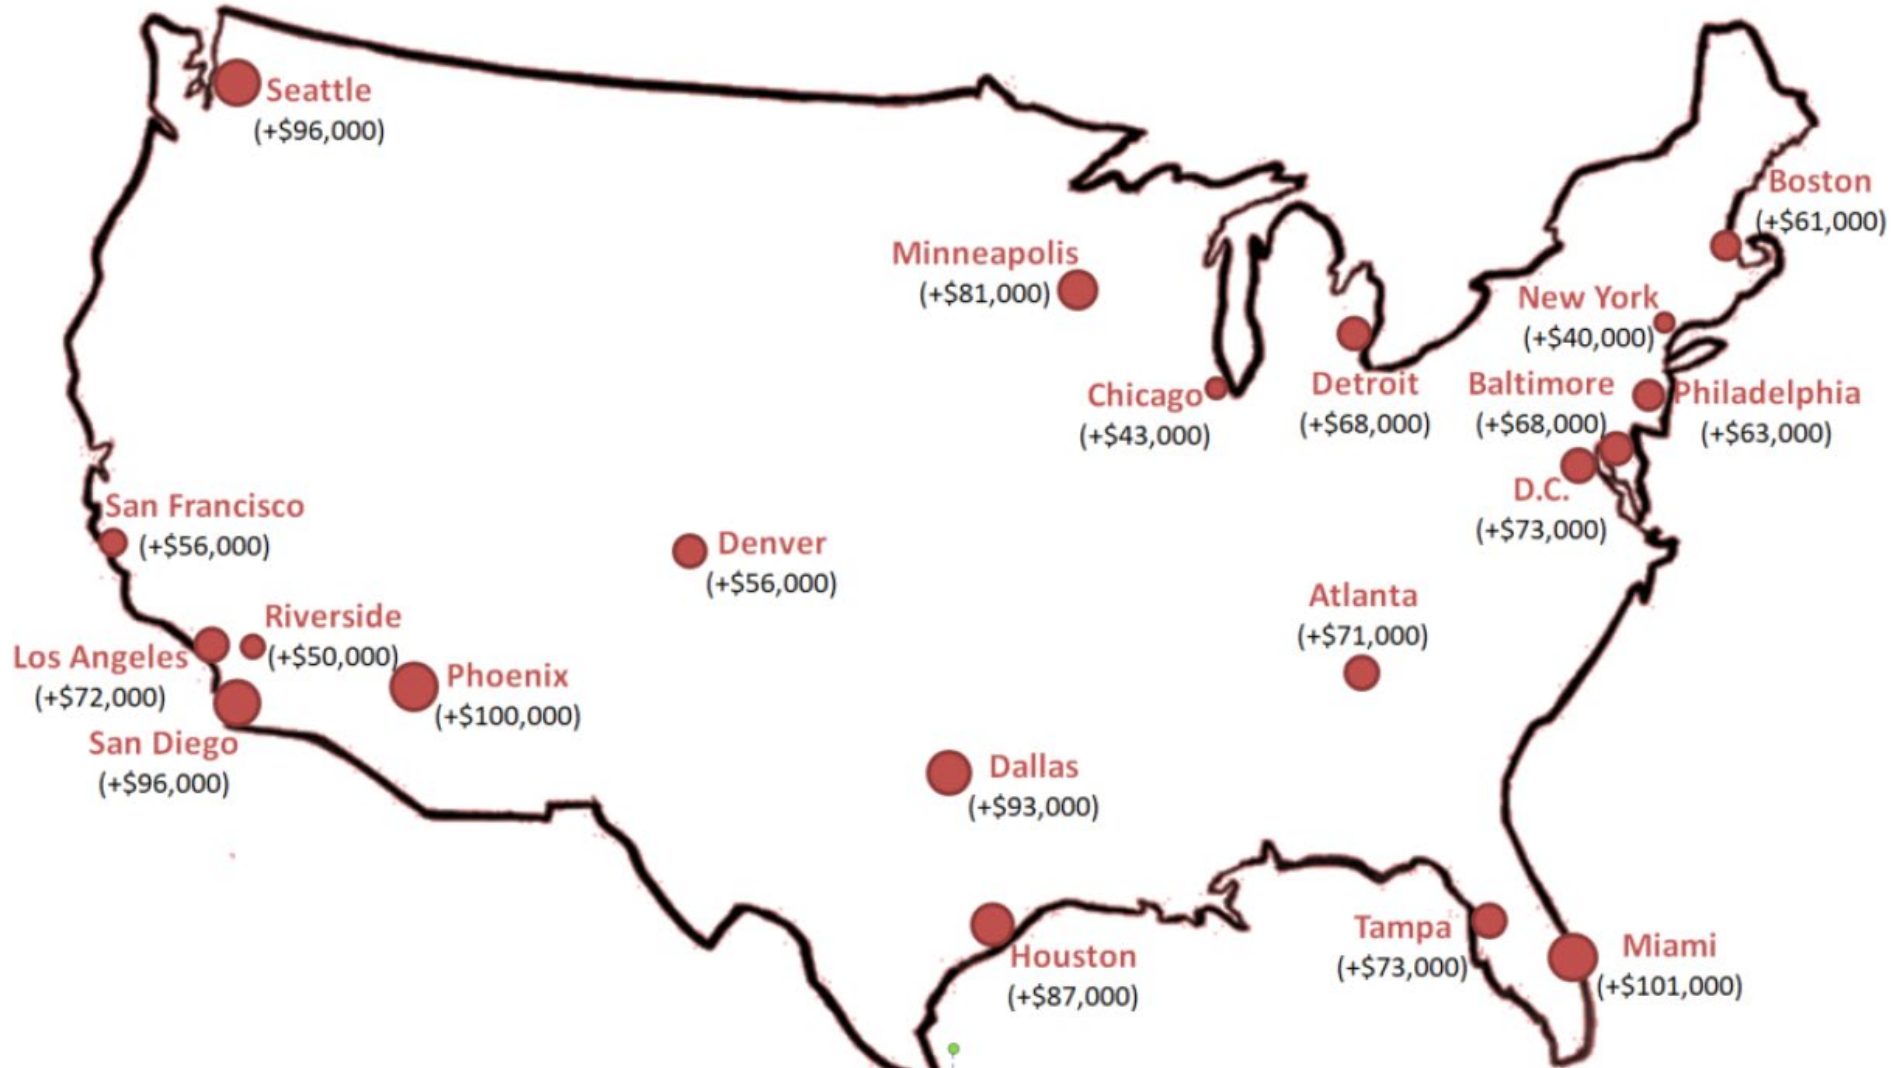 Seattle
(+$96,000)
Boston
(+$61,000)
Minneapolis
(+$81,000)
New York
(+$40,000)
Chicago
(+$43,000)
Detroit
(+$68,000)
Baltimore
(+$68,000)
Philadelphia
(+$63,000)
D.C.
(+$73,000)
San Francisco
(+$56,000)
Denver
(+$56,000)
Atlanta
(+$71,000)
Riverside
(+$50,000)
Los Angeles
(+$72,000)
Phoenix
(+$100,000)
San Diego
(+$96,000)
Dallas
(+$93,000)
Houston
(+$87,000)
Tampa
(+$73,000)
Miami
(+$101,000)